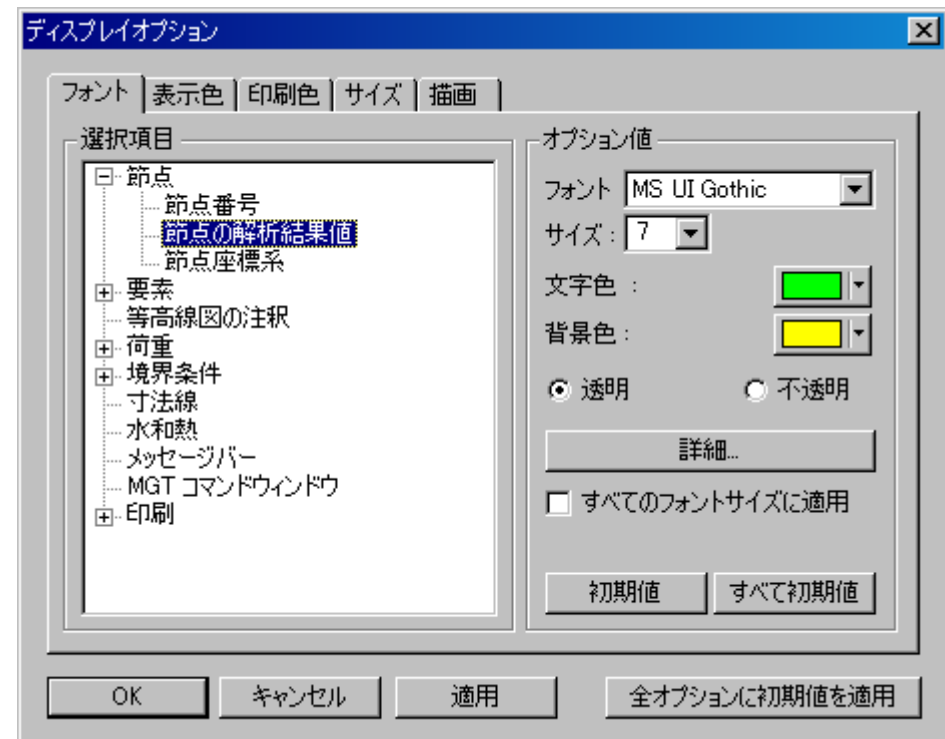 ディスプレイオプション
フォント 表示色 印刷色 サイズ 描画
選択項目
節点
節点番号
節点の解析結果値
節点座標系
要素
等高線図の注釈
荷重
境界条件
寸法線
水和熱
メッセージバー
MGT コマンドウィンドウ
印刷
オプション値
フォント MS UI Gothic
サイズ : 7
文字色 :
背景色 :
透明 不透明
詳細...
すべてのフォントサイズに適用
初期値 すべて初期値
OK キャンセル 適用 全オプションに初期値を適用